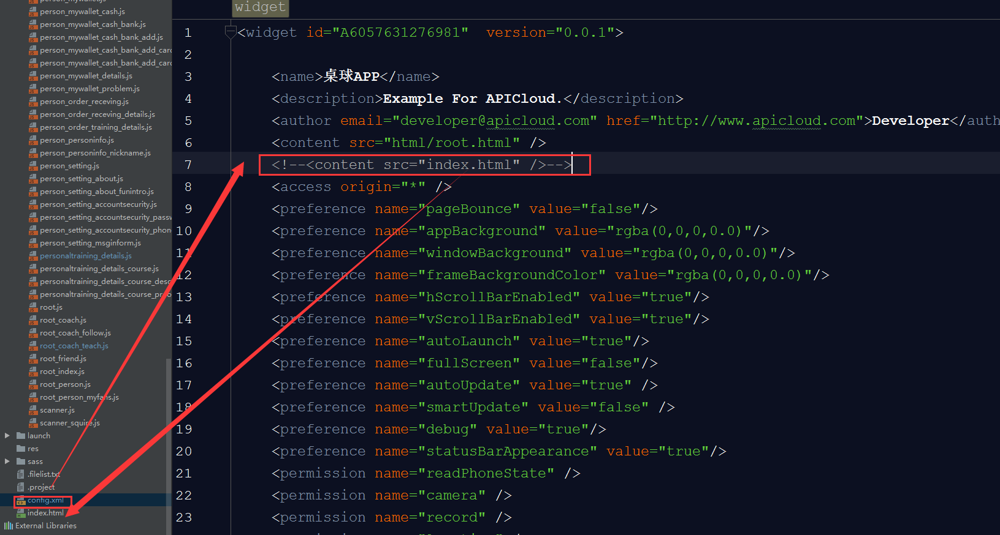 person_mywallet.js
person_mywallet_cash.js
person_mywallet_cash_bank.js
person_mywallet_cash_bank_add.js
person_mywallet_cash_bank_add_card
person_mywallet_cash_bank_add_card
person_mywallet_details.js
person_mywallet_problem.js
person_order_receving.js
person_order_receving_details.js
person_order_training_details.js
person_personinfo.js
person_personinfo_nickname.js
person_setting.js
person_setting_about.js
person_setting_about_funintro.js
person_setting_accountsecurity.js
person_setting_accountsecurity_passw
person_setting_accountsecurity_phon
person_setting_msginform.js
personaltraining_details.js
personaltraining_details_course.js
personaltraining_details_course_desc
root.js
root_coach.js
root_coach_follow.js
root_coach_teach.js
root_friend.js
root_index.js
root_person.js
root_person_myfans.js
scanner.js
scanner_squire.js
launch
res
sass
.filelist.txt
.project
config.xml
index.html
External Libraries
widget
1 <widget id="A6057631276981" version="0.0.1">
2
3 <name>桌球APP</name>
4 <description>Example For APICloud.</description>
5 <author email="developer@apicloud.com" href="http://www.apicloud.com">Developer</auth
6 <content src="html/root.html" />
7 <!--<content src="index.html" />-->
8 <access origin="*" />
9 <preference name="pageBounce" value="false"/>
10 <preference name="appBackground" value="rgba(0,0,0,0.0)"/>
11 <preference name="windowBackground" value="rgba(0,0,0,0.0)"/>
12 <preference name="frameBackgroundColor" value="rgba(0,0,0,0.0)"/>
13 <preference name="hScrollBarEnabled" value="true"/>
14 <preference name="vScrollBarEnabled" value="true"/>
15 <preference name="autoLaunch" value="true"/>
16 <preference name="fullScreen" value="false"/>
17 <preference name="autoUpdate" value="true" />
18 <preference name="smartUpdate" value="false" />
19 <preference name="debug" value="true"/>
20 <preference name="statusBarAppearance" value="true"/>
21 <permission name="readPhoneState" />
22 <permission name="camera" />
23 <permission name="record" />